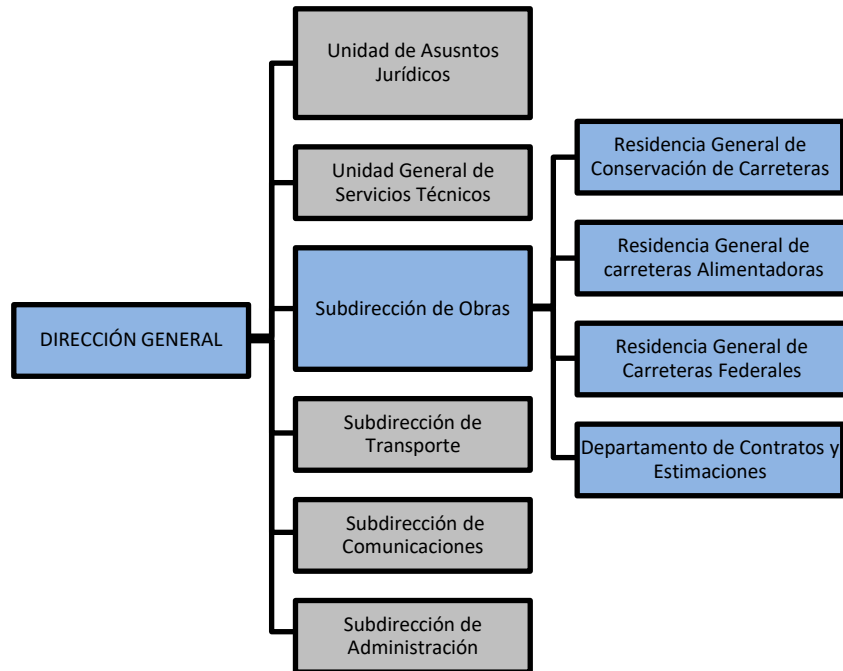 Unidad de Asusntos
Jurídicos
Unidad General de
Servicios Técnicos
Subdirección de Obras
DIRECCIÓN GENERAL
Subdirección de
Transporte
Subdirección de
Comunicaciones
Subdirección de
Administración
Residencia General de
Conservación de Carreteras
Residencia General de
carreteras Alimentadoras
Residencia General de
Carreteras Federales
Departamento de Contratos y
Estimaciones